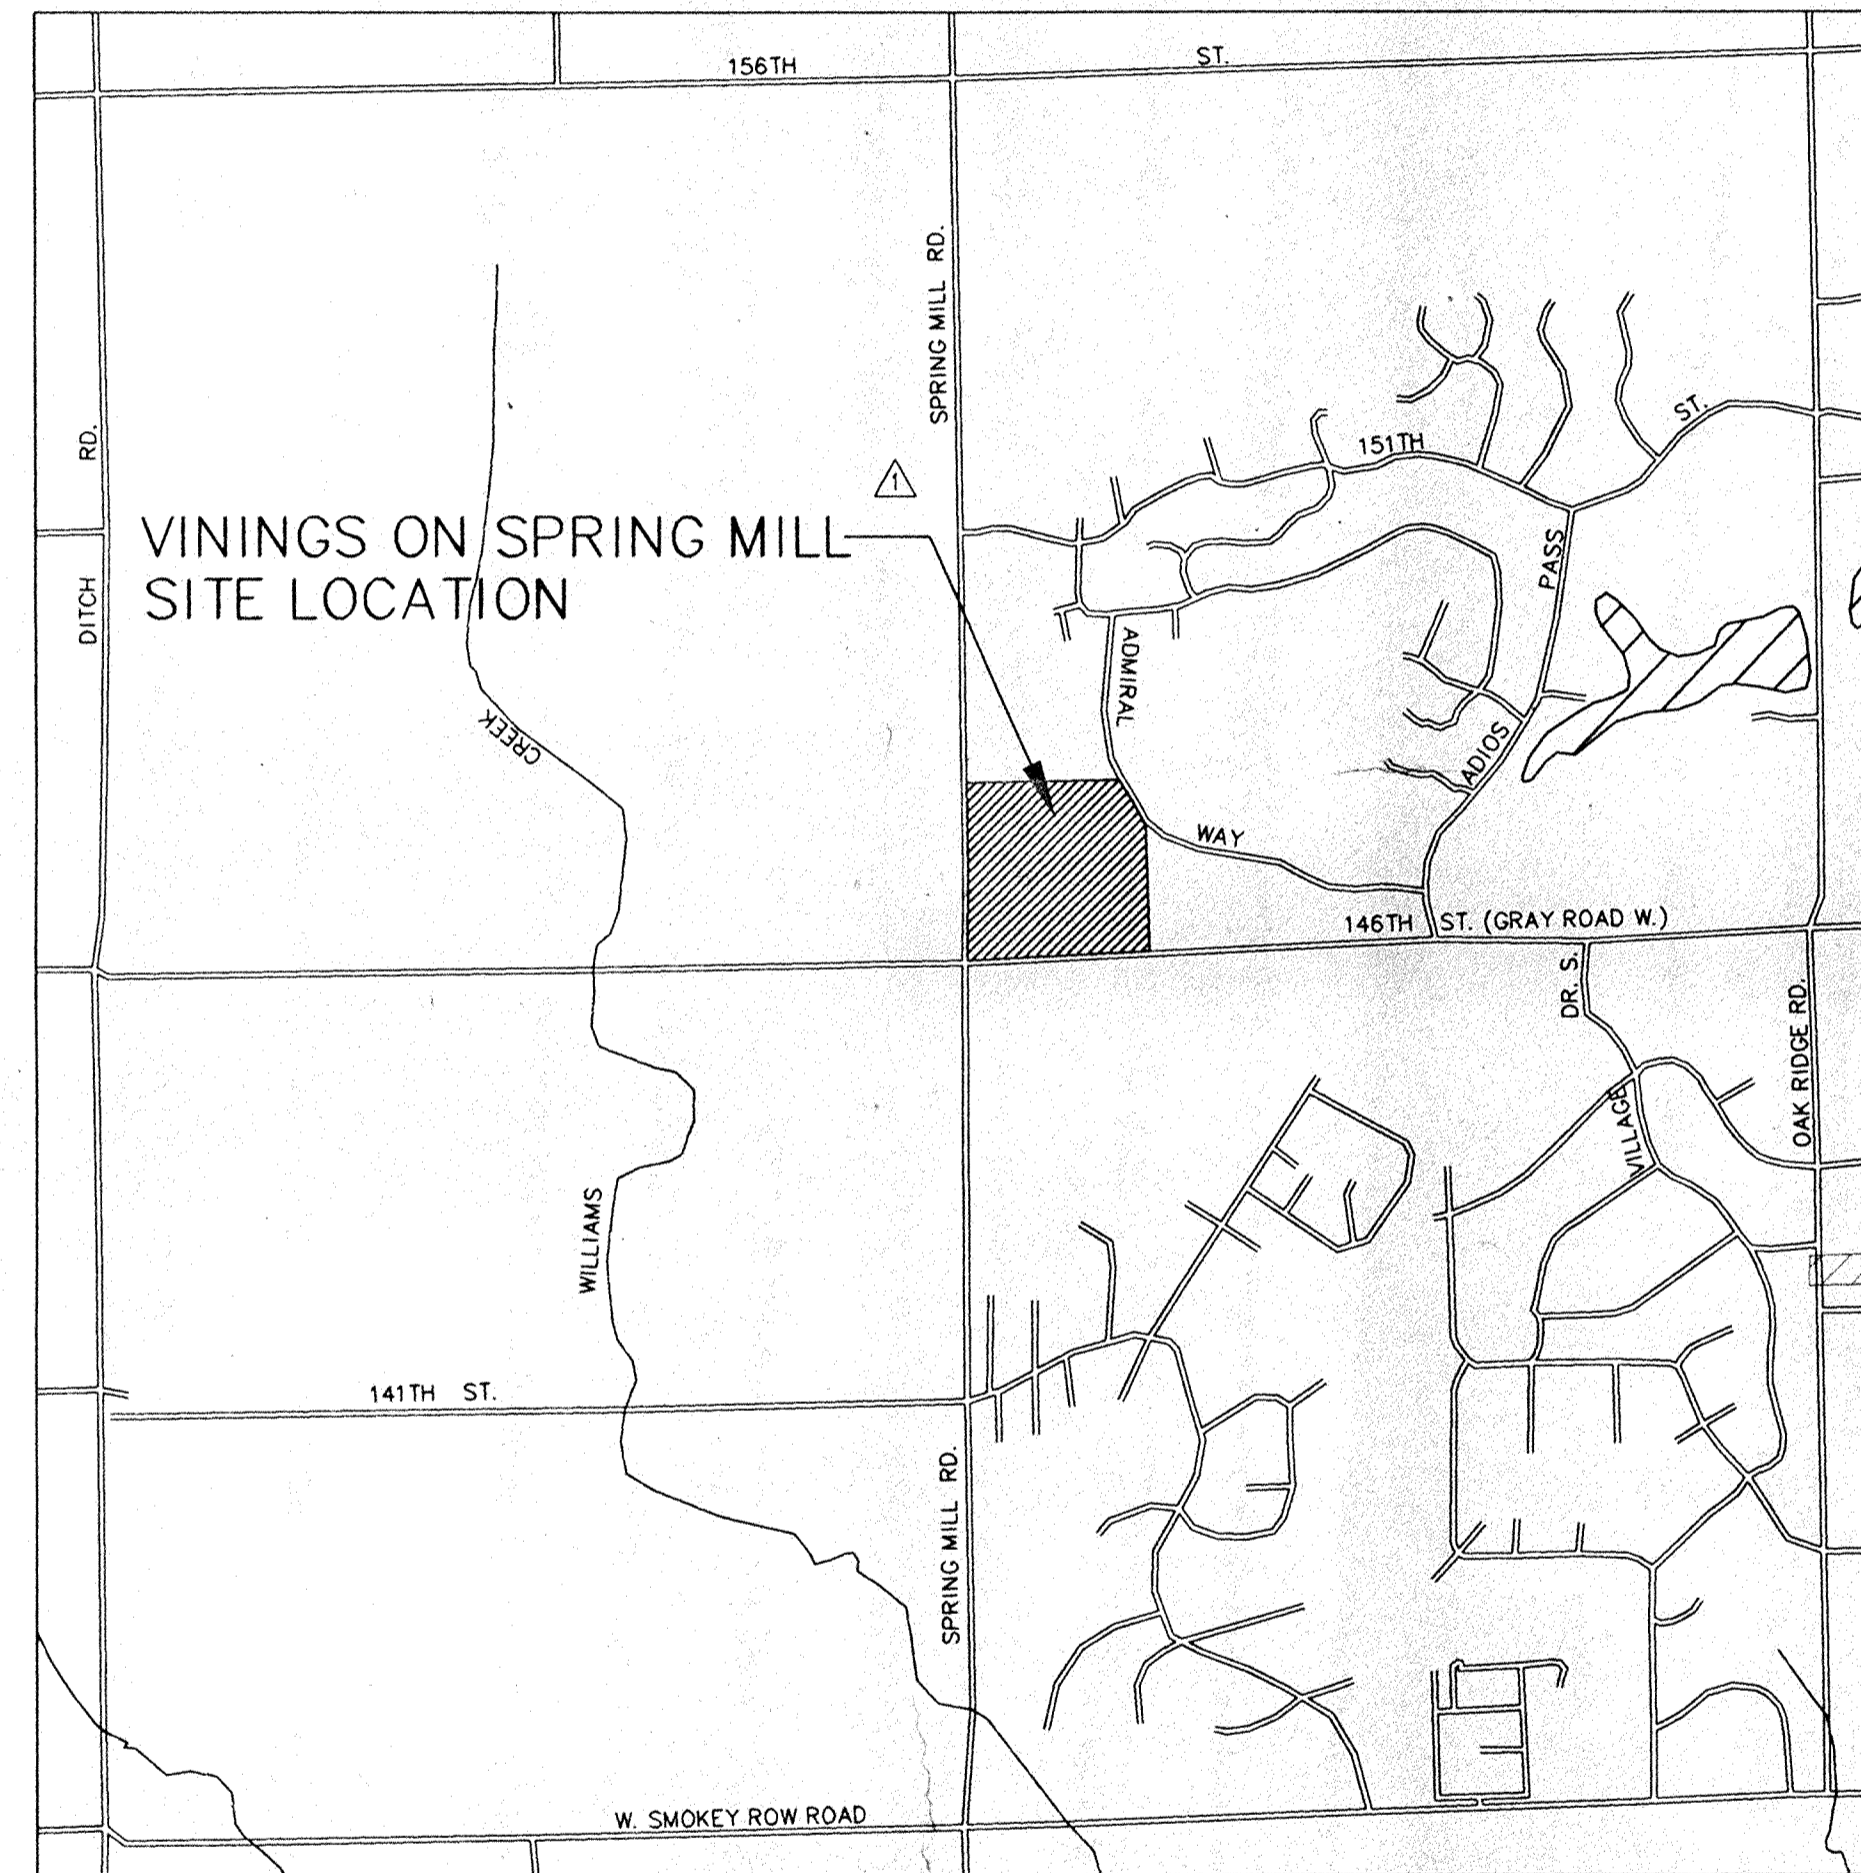 156TH ST.
SPRING MILL RD.
DITCH RD.
151TH ST.
1
VININGS ON SPRING MILL
SITE LOCATION
ADMIRAL WAY
ADIOS PASS
CREEK
146TH ST. (GRAY ROAD W.)
DR. S.
VILLAGE
OAK RIDGE RD.
WILLIAMS
141TH ST.
SPRING MILL RD.
W. SMOKEY ROW ROAD